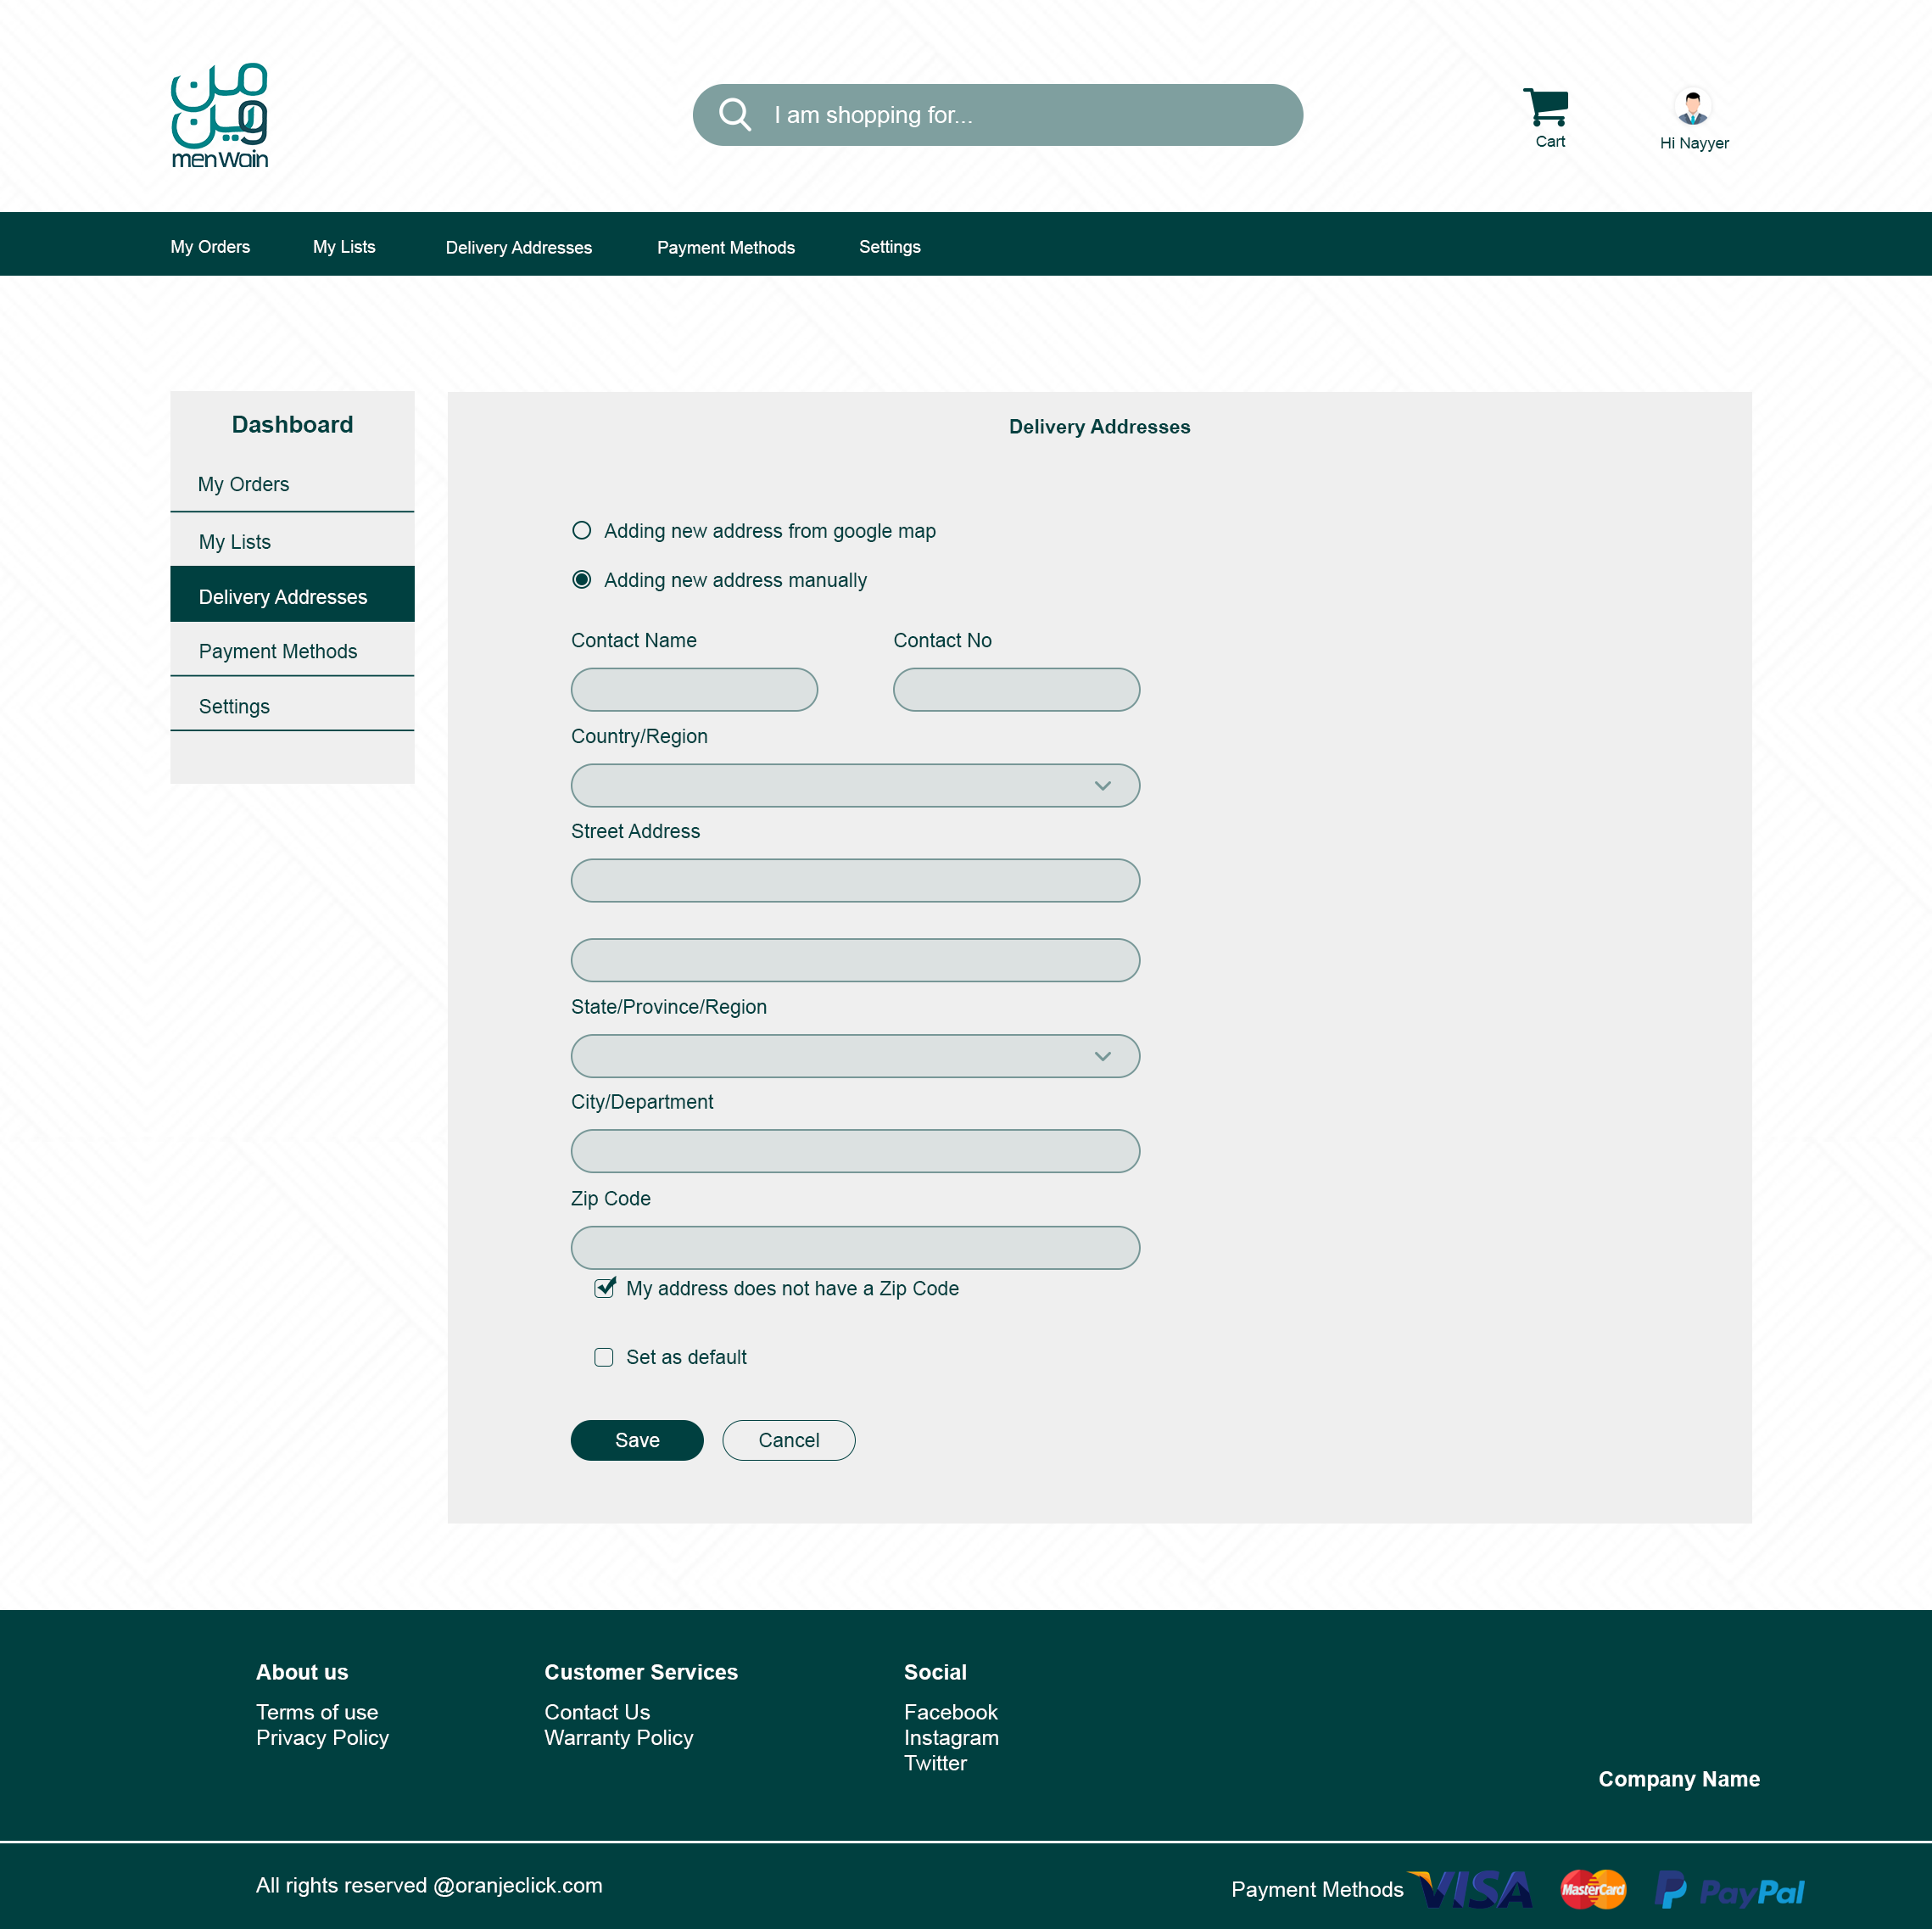 من
وين
menWain
I am shopping for...
Cart
Hi Nayyer
My Orders My Lists Delivery Addresses Payment Methods Settings
Dashboard
My Orders
My Lists
Delivery Addresses
Payment Methods
Settings
Delivery Addresses
Adding new address from google map
Adding new address manually
Contact Name Contact No
Country/Region
Street Address
State/Province/Region
City/Department
Zip Code
My address does not have a Zip Code
Set as default
Save Cancel
About us
Terms of use
Privacy Policy
Customer Services
Contact Us
Warranty Policy
Social
Facebook
Instagram
Twitter
Company Name
All rights reserved @oranjeclick.com
Payment Methods VISA MasterCard PayPal